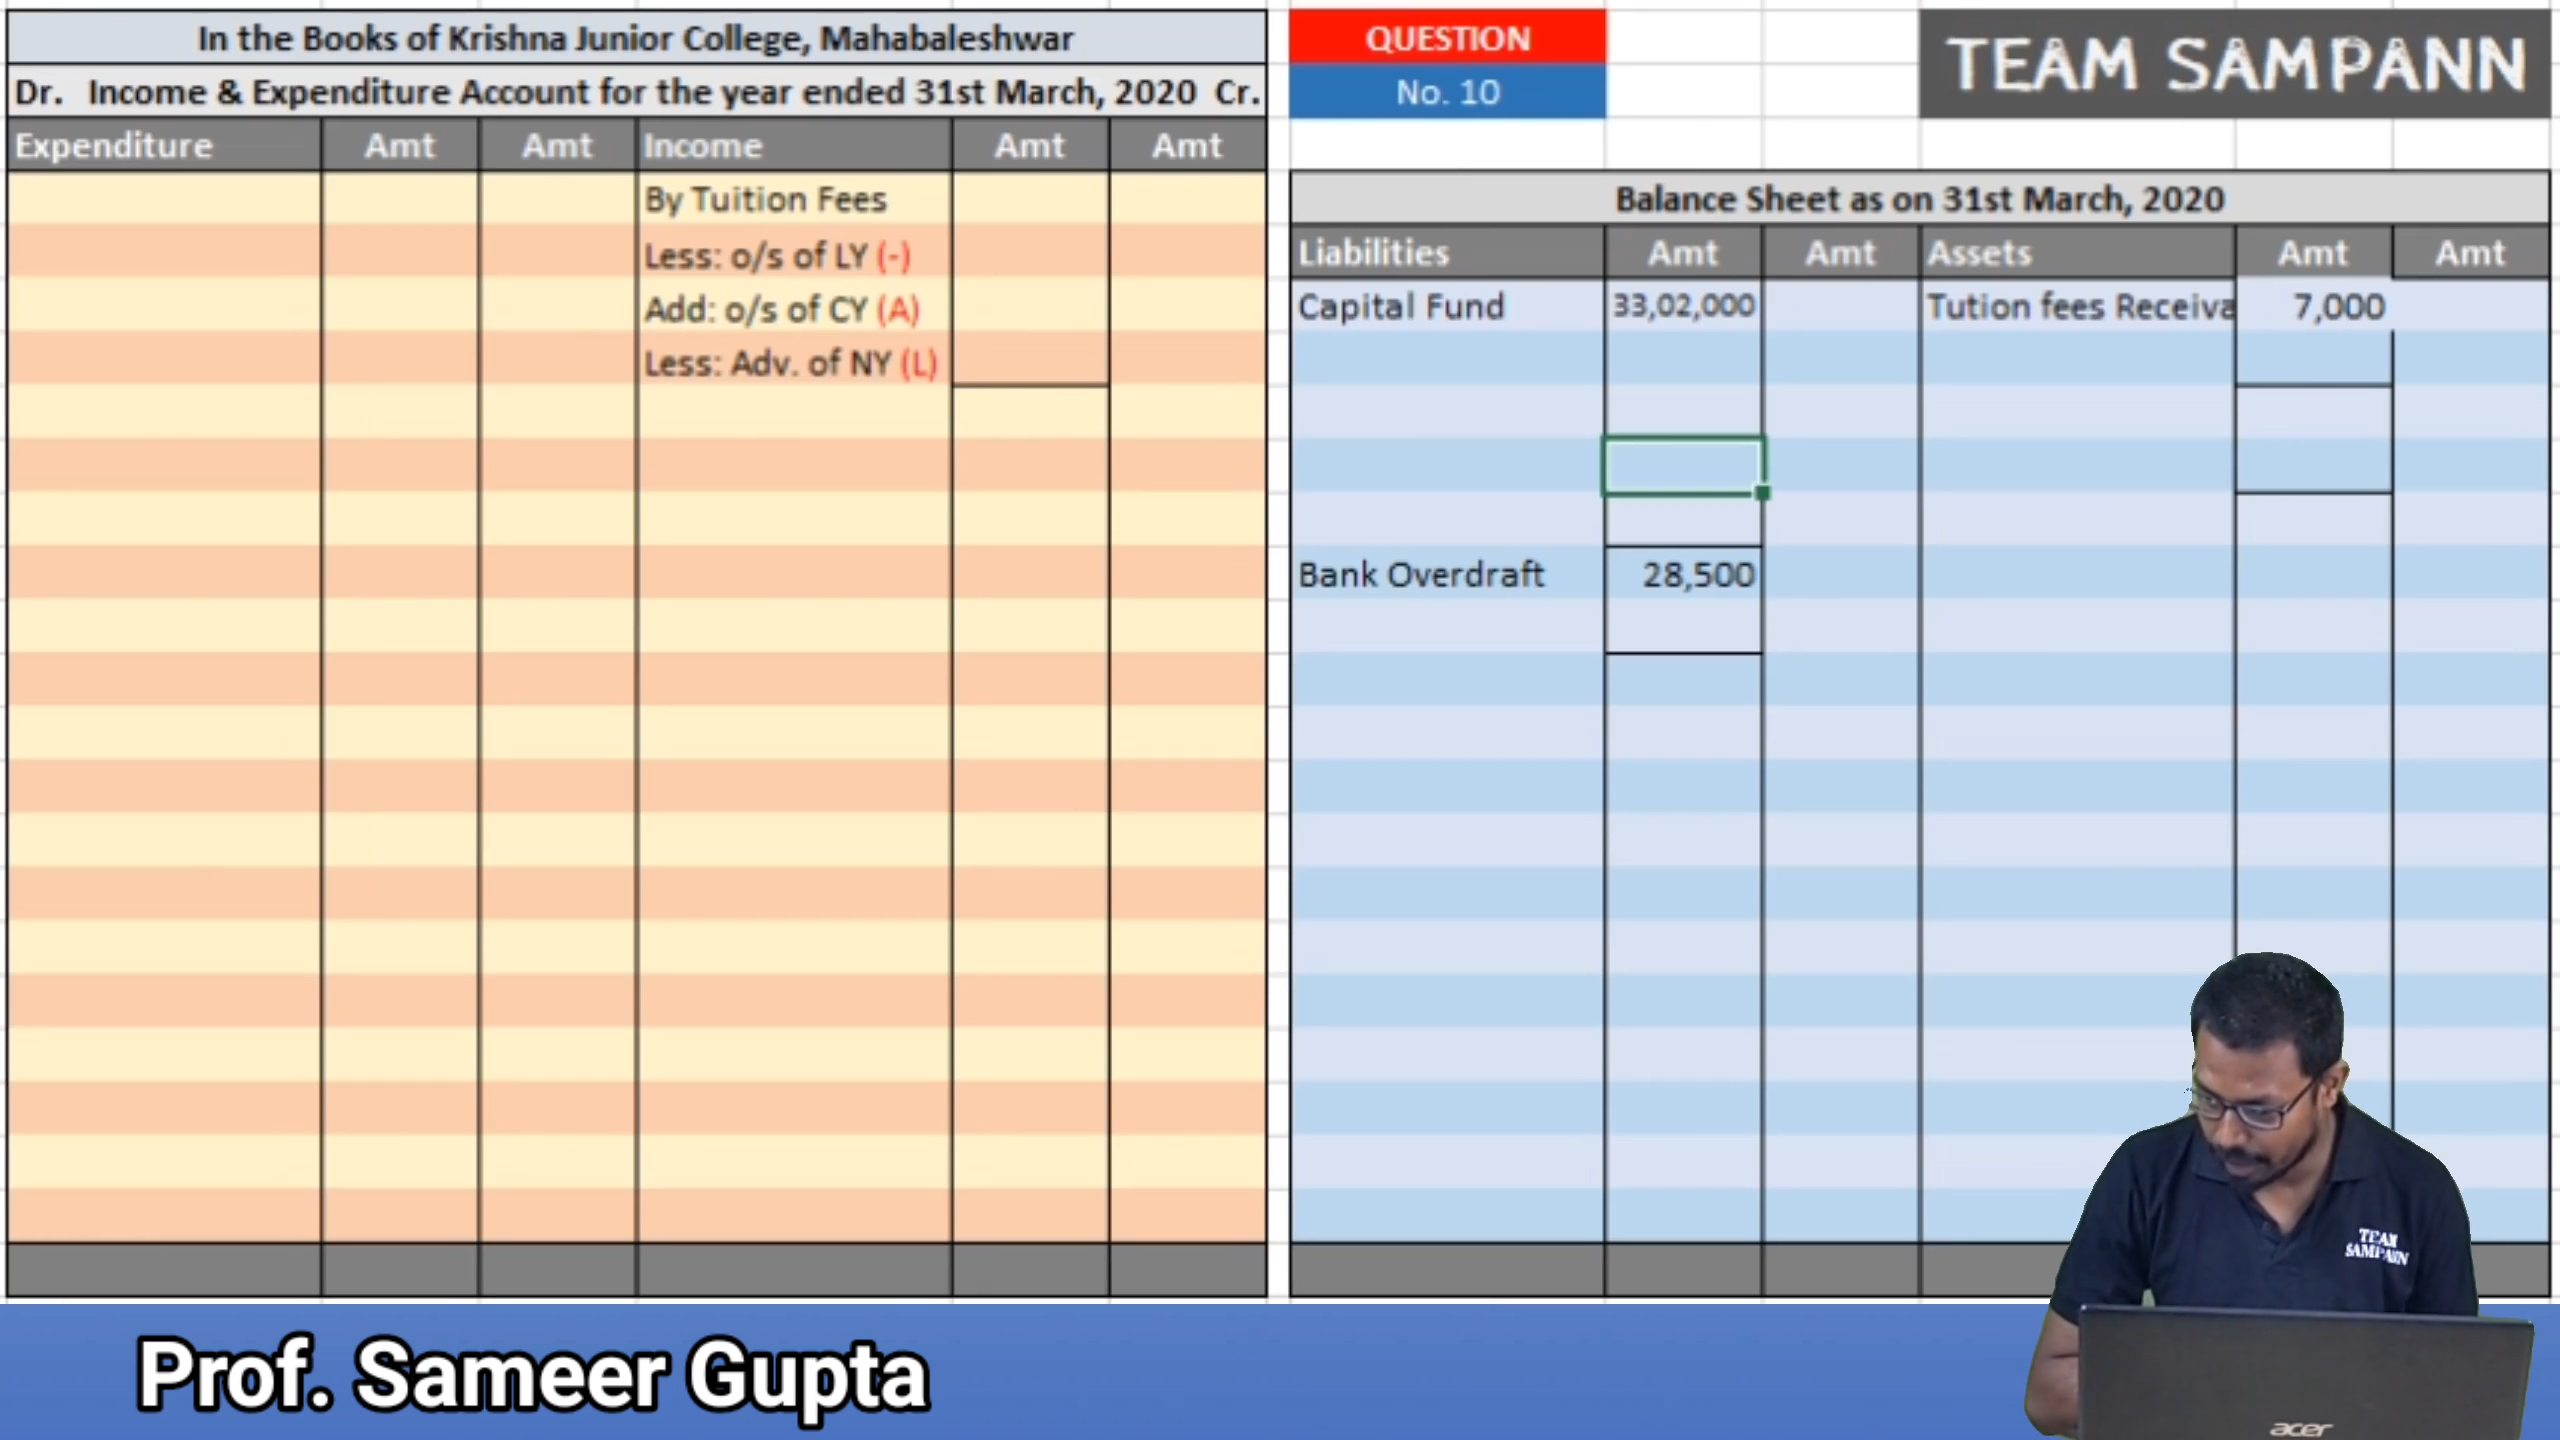 In the Books of Krishna Junior College, Mahabaleshwar
Dr. Income & Expenditure Account for the year ended 31st March, 2020 Cr.
Expenditure Amt Amt Income Amt Amt
By Tuition Fees
Less: o/s of LY (-)
Add: o/s of CY (A)
Less: Adv. of NY (L)
QUESTION
No. 10
TEAM SAMPANN
Balance Sheet as on 31st March, 2020
Liabilities Amt Amt Assets Amt Amt
Capital Fund 33,02,000 Tution fees Receiva 7,000
Bank Overdraft 28,500
TEAM
SAMPANN
acer
Prof. Sameer Gupta